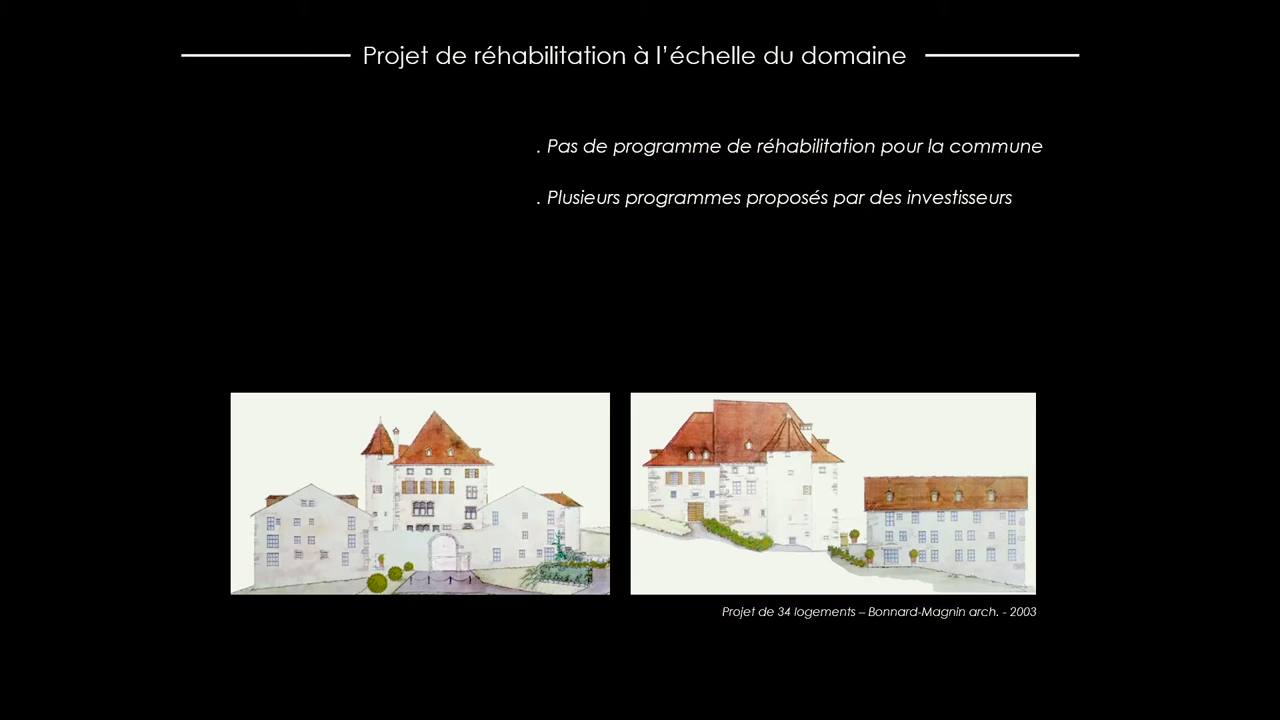 Projet de réhabilitation à l’échelle du domaine
. Pas de programme de réhabilitation pour la commune
. Plusieurs programmes proposés par des investisseurs
Projet de 34 logements – Bonnard-Magnin arch. - 2003